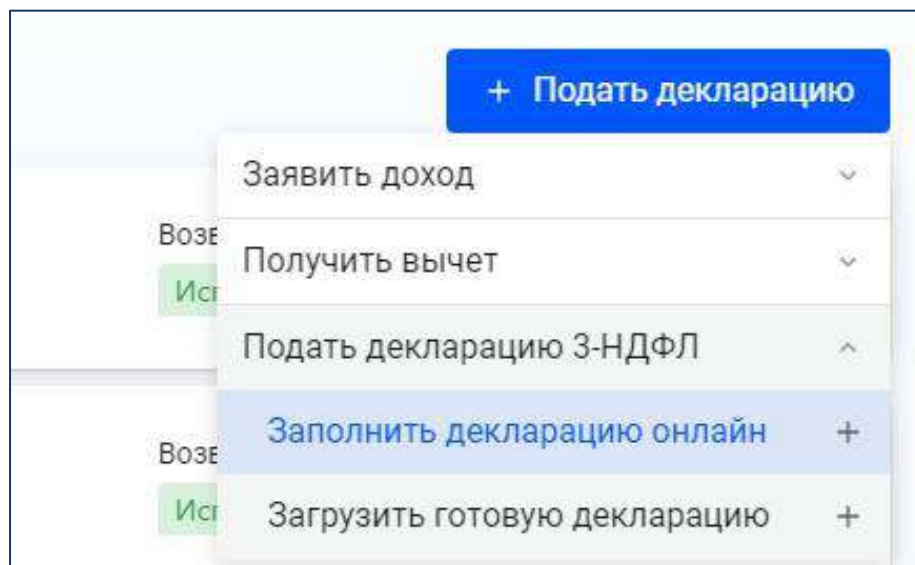 + Подать декларацию
Заявить доход
Получить вычет
Подать декларацию 3-НДФЛ
Заполнить декларацию онлайн +
Загрузить готовую декларацию +